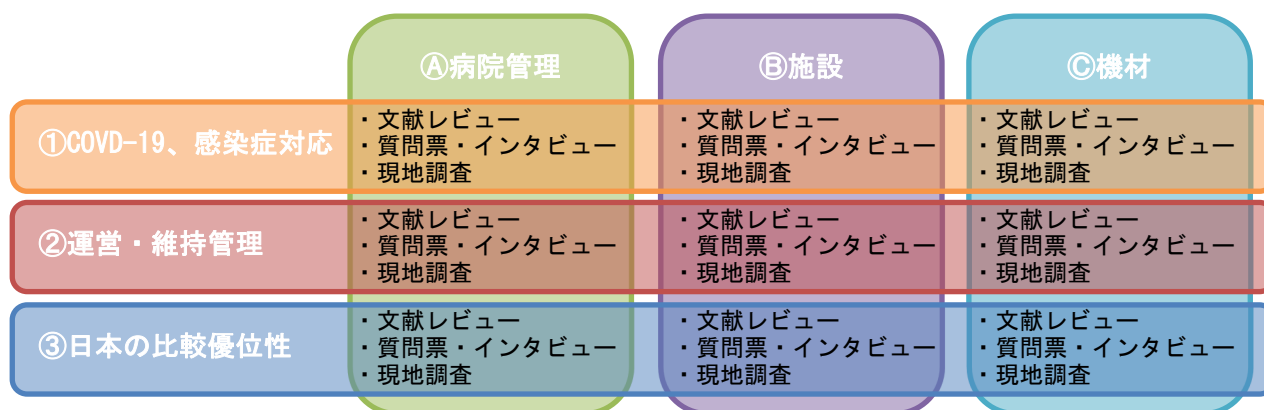 Ⓐ病院管理
Ⓑ施設
Ⓒ機材
①COVD-19、感染症対応
・文献レビュー
・質問票・インタビュー
・現地調査
・文献レビュー
・質問票・インタビュー
・現地調査
・文献レビュー
・質問票・インタビュー
・現地調査
②運営・維持管理
・文献レビュー
・質問票・インタビュー
・現地調査
・文献レビュー
・質問票・インタビュー
・現地調査
・文献レビュー
・質問票・インタビュー
・現地調査
③日本の比較優位性
・文献レビュー
・質問票・インタビュー
・現地調査
・文献レビュー
・質問票・インタビュー
・現地調査
・文献レビュー
・質問票・インタビュー
・現地調査